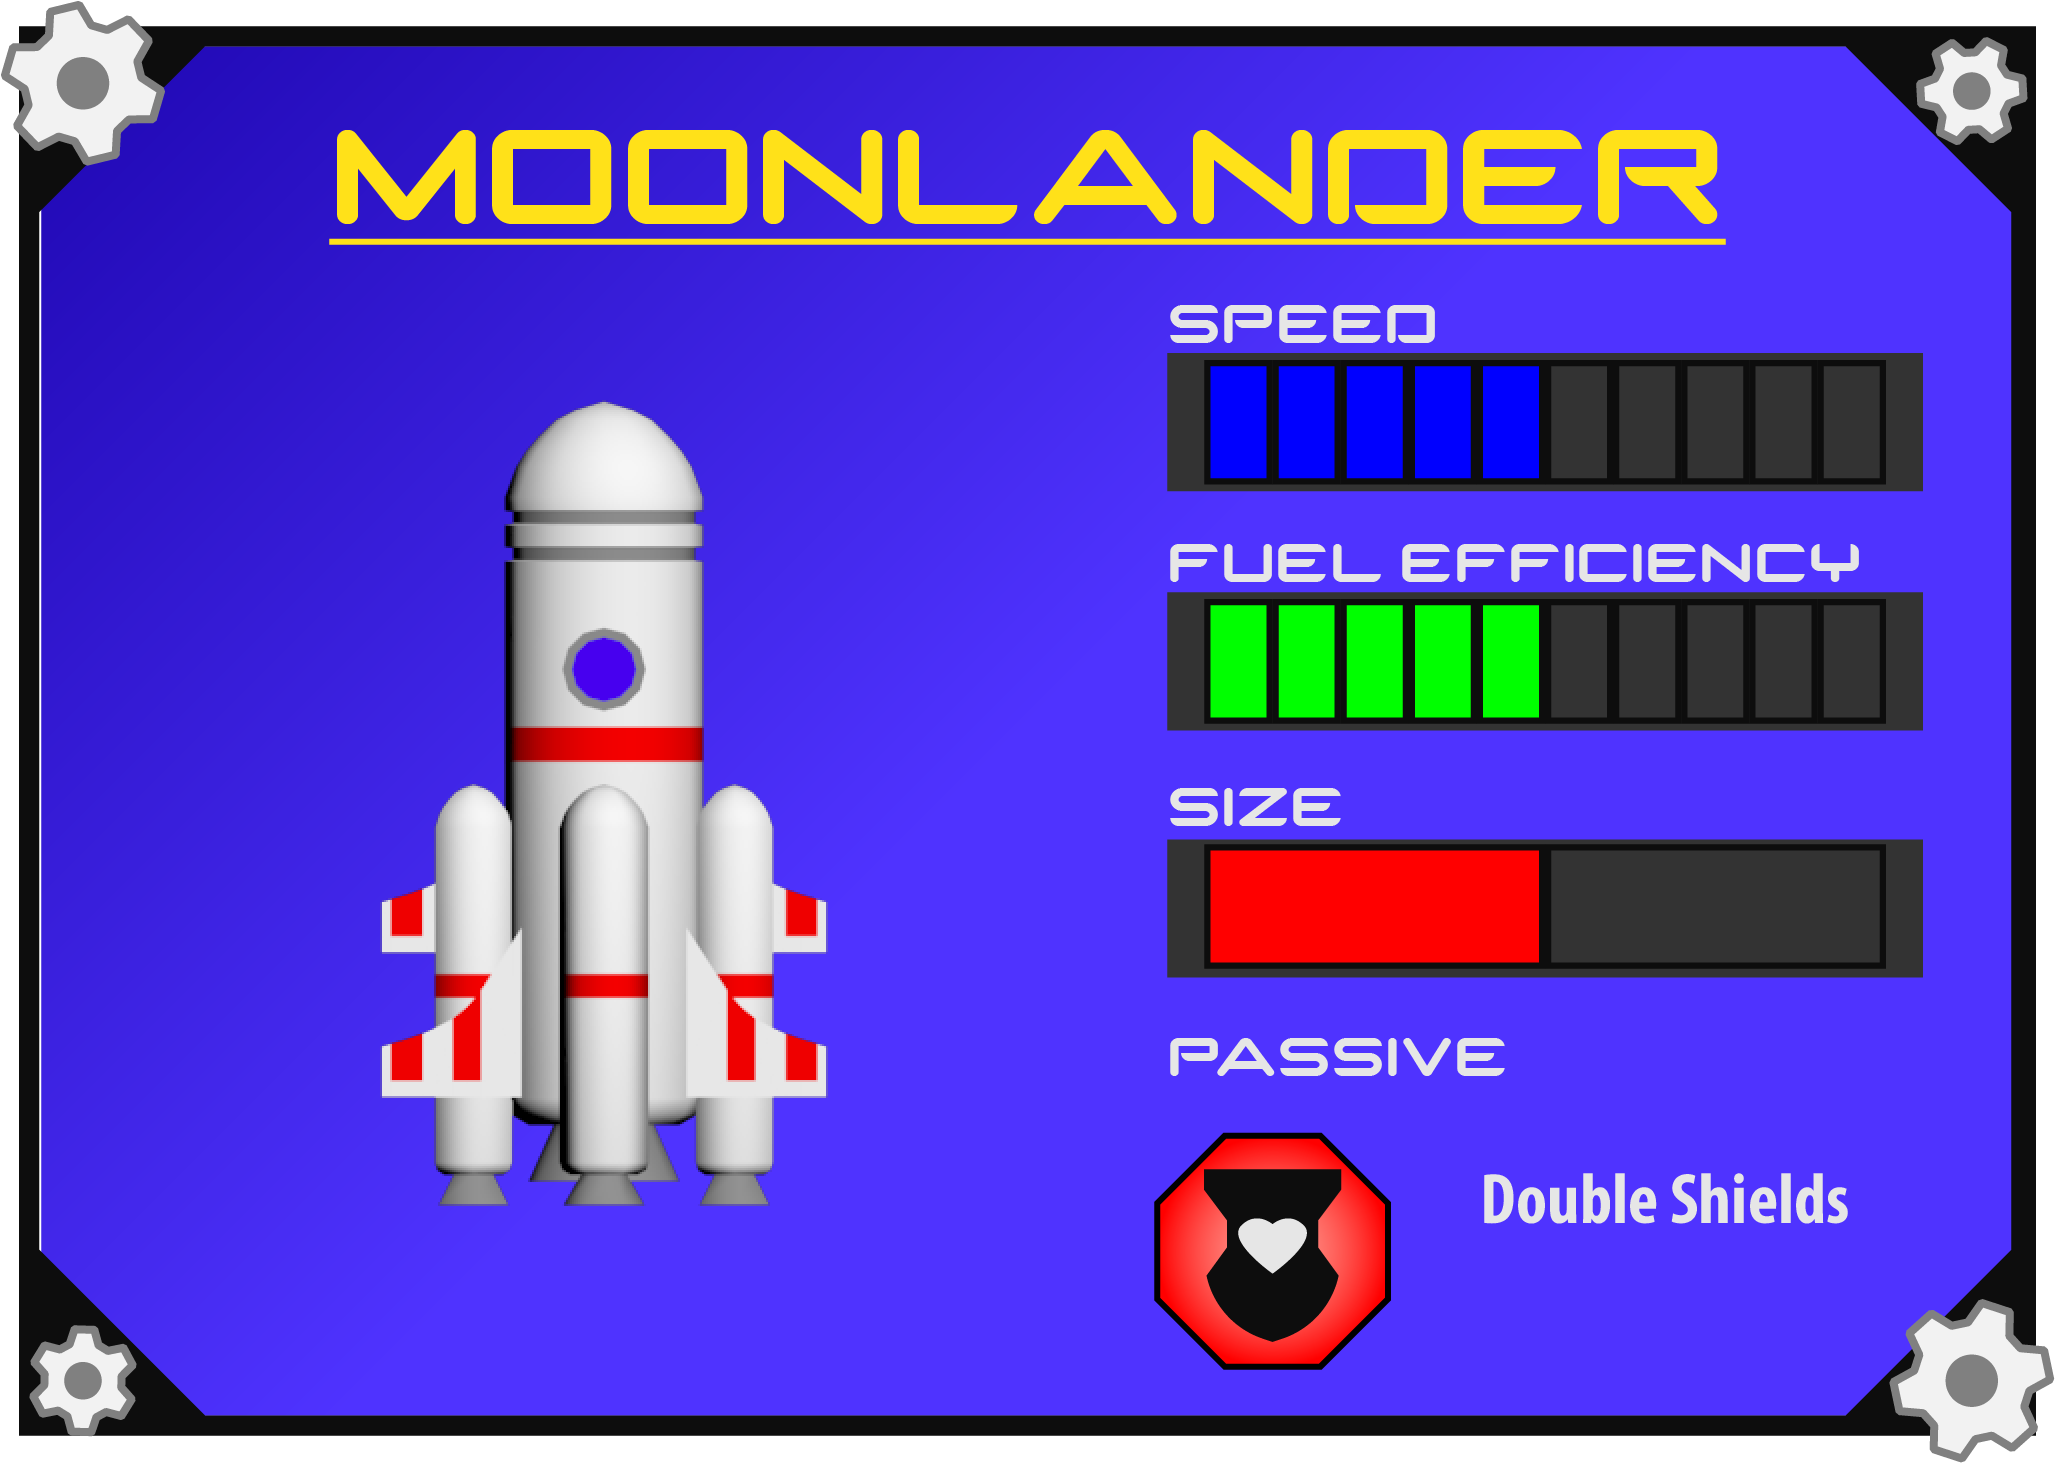 MOONLANDER
SPEED
FUEL EFFICIENCY
SIZE
PASSIVE
Double Shields